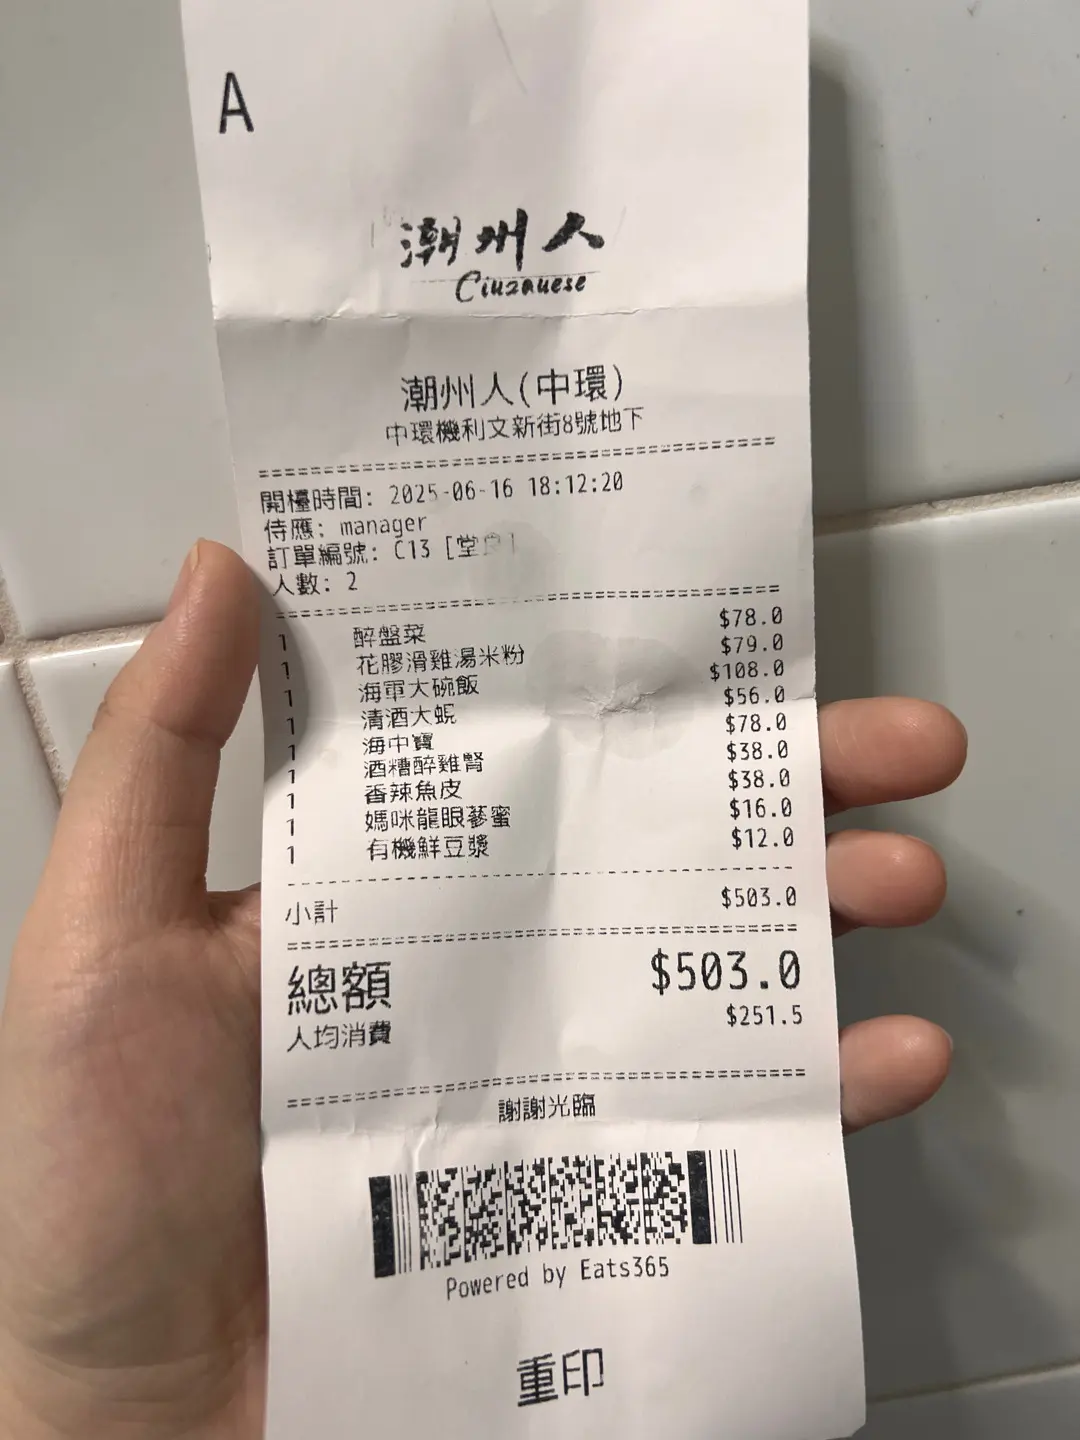 A
潮州人
Ciuzauese
潮州人(中環)
中環機利文新街8號地下
開檯時間: 2025-06-16 18:12:20
侍應: manager
訂單編號: C13 [堂食]
人數: 2
1 醉盤菜 $78.0
1 花膠滑雞湯米粉 $79.0
1 海軍大碗飯 $108.0
1 清酒大蜆 $56.0
1 海中寶 $78.0
1 酒糟醉雞腎 $38.0
1 香辣魚皮 $38.0
1 媽咪龍眼蔘蜜 $16.0
1 有機鮮豆漿 $12.0
小計 $503.0
總額 $503.0
人均消費 $251.5
謝謝光臨
Powered by Eats365
重印